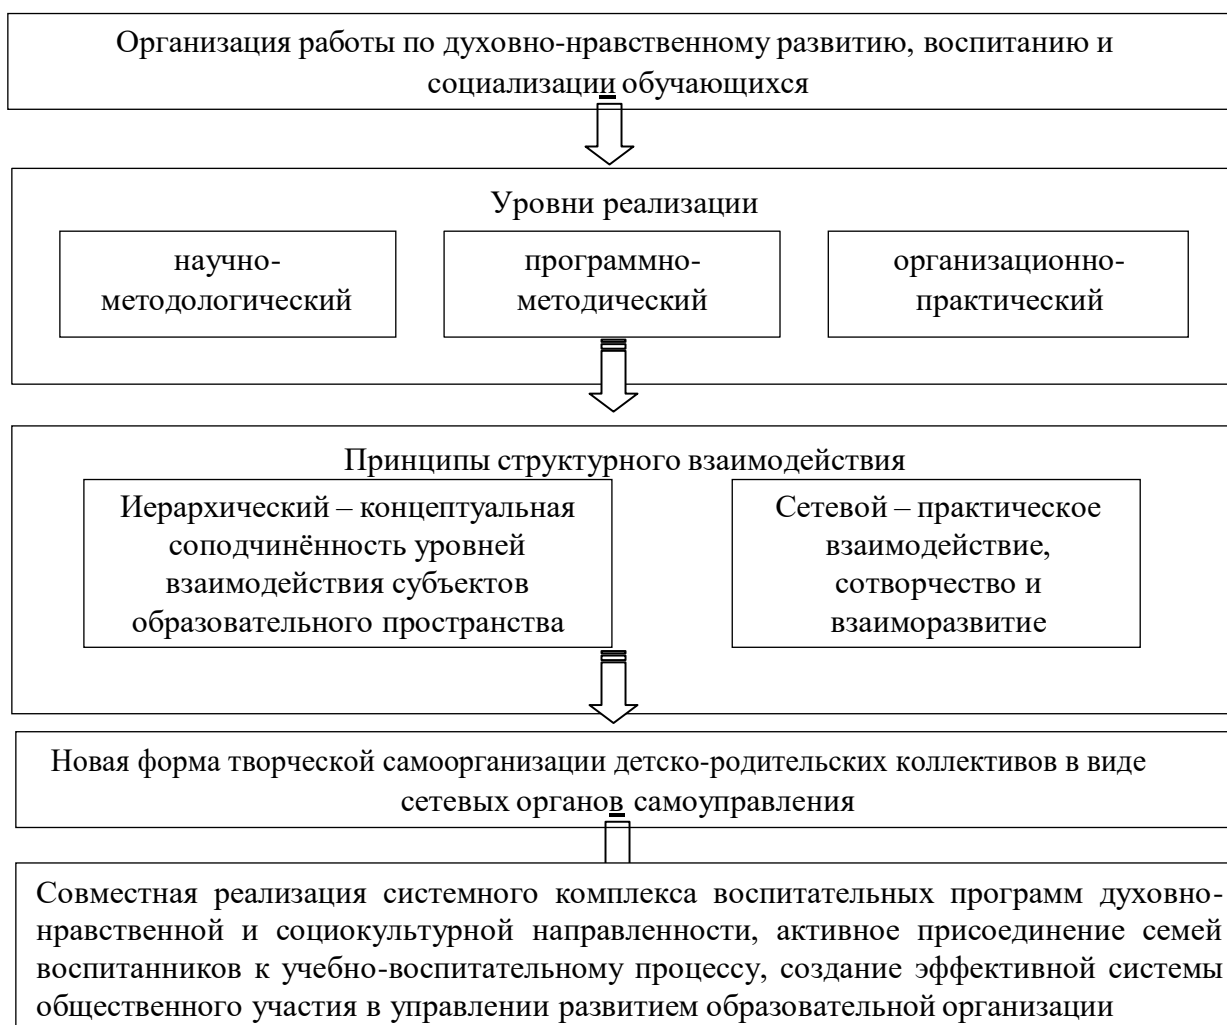 Организация работы по духовно-нравственному развитию, воспитанию и
социализации обучающихся
Уровни реализации
научно-
методологический
программно-
методический
организационно-
практический
Принципы структурного взаимодействия
Иерархический – концептуальная
соподчинённость уровней
взаимодействия субъектов
образовательного пространства
Сетевой – практическое
взаимодействие,
сотворчество и
взаиморазвитие
Новая форма творческой самоорганизации детско-родительских коллективов в виде
сетевых органов самоуправления
Совместная реализация системного комплекса воспитательных программ духовно-
нравственной и социокультурной направленности, активное присоединение семей
воспитанников к учебно-воспитательному процессу, создание эффективной системы
общественного участия в управлении развитием образовательной организации